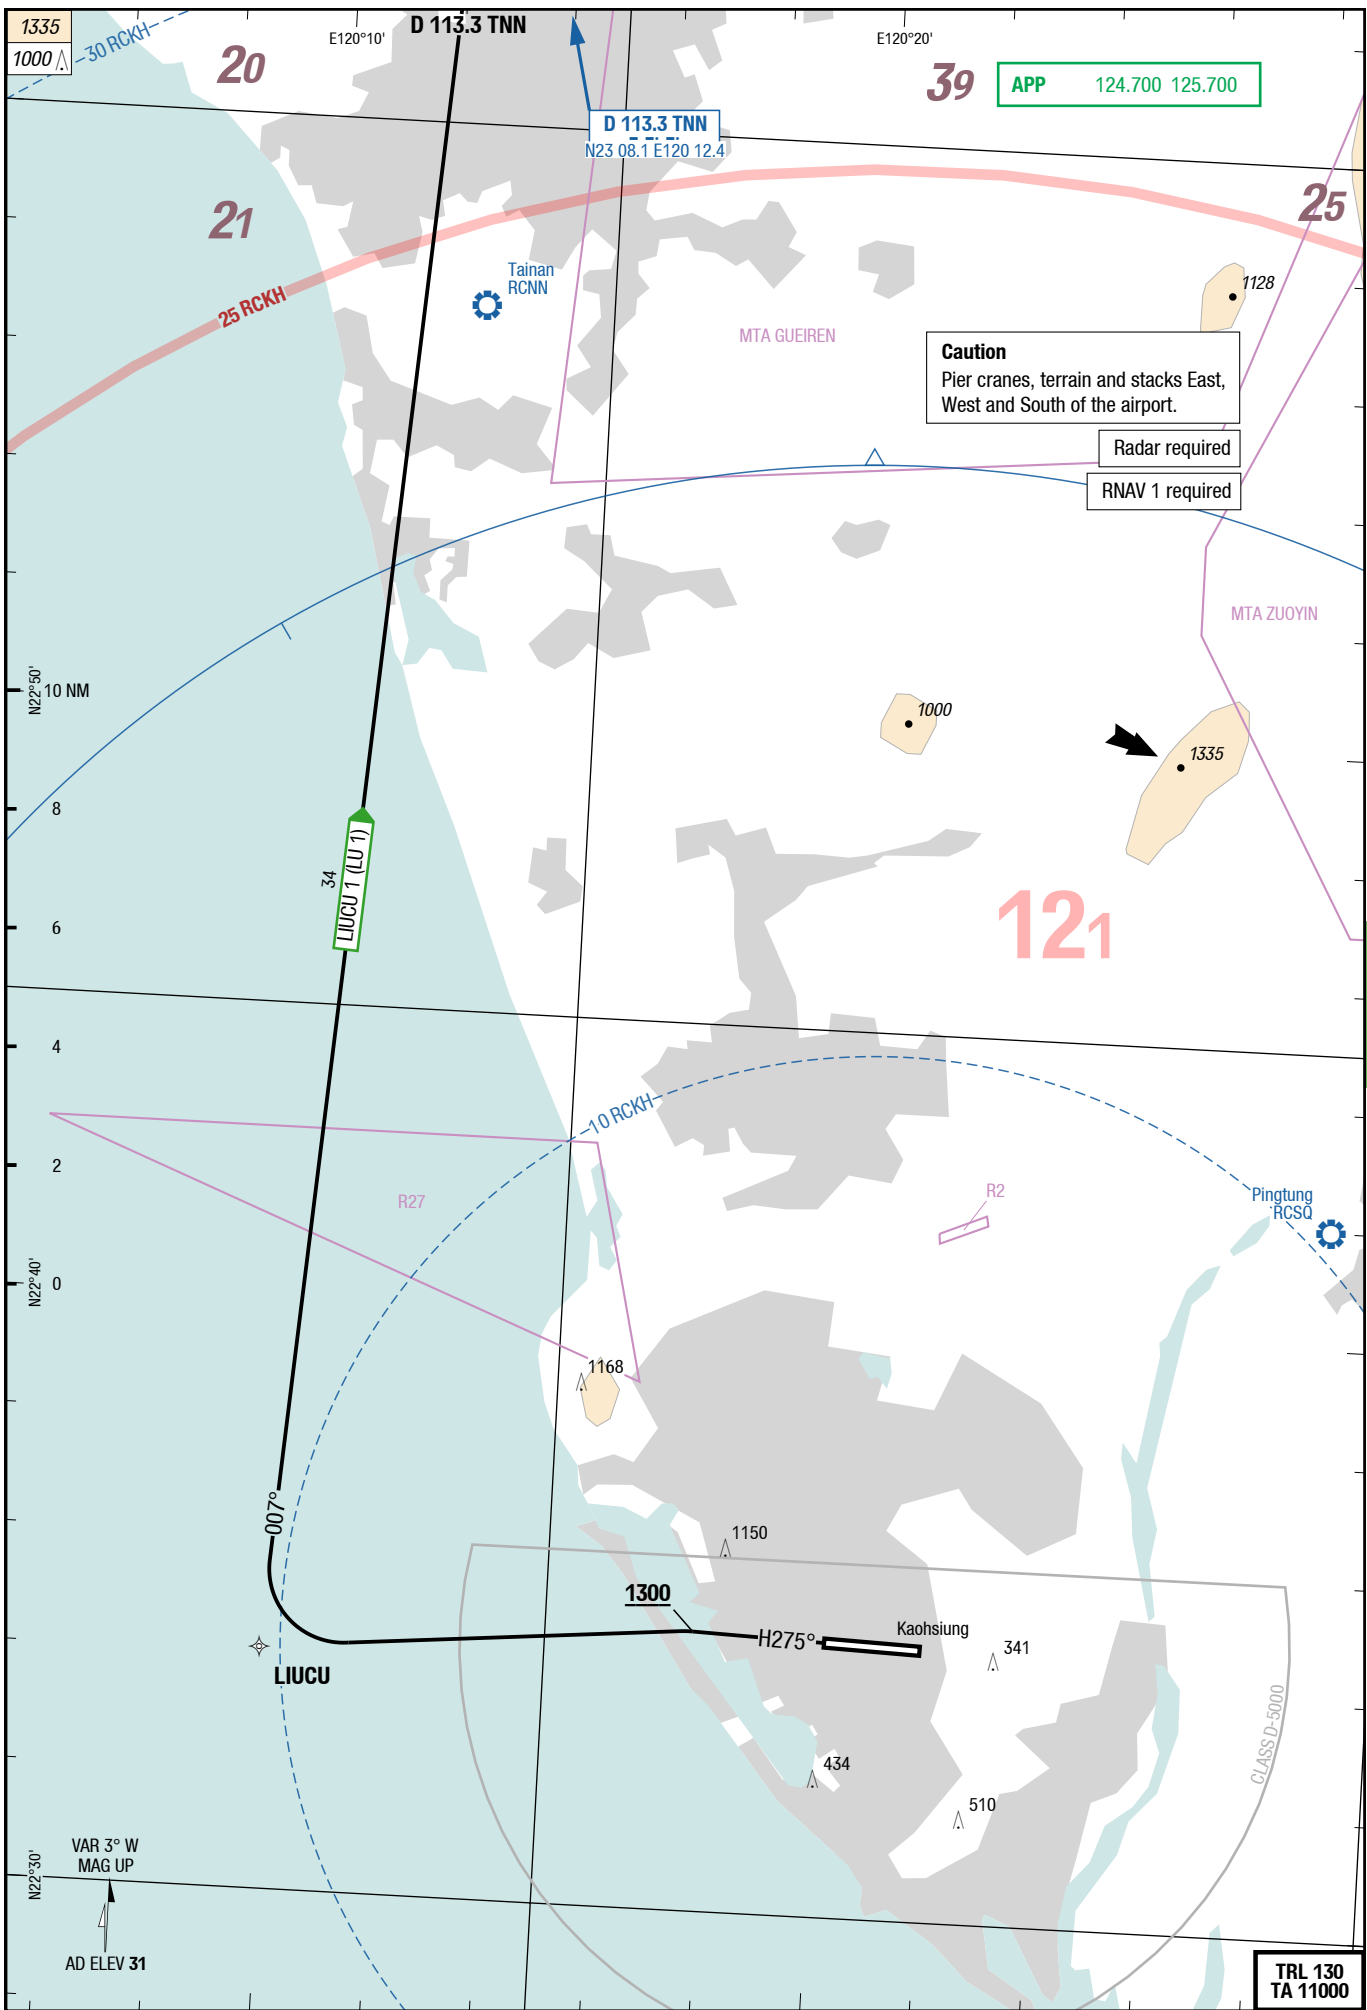 1335
1000
30 RCKH
E120°10'
D 113.3 TNN
E120°20'
20
39
APP 124.700 125.700
D 113.3 TNN
N23 08.1 E120 12.4
21
25
25 RCKH
Tainan
RCNN
1128
MTA GUEIREN
Caution
Pier cranes, terrain and stacks East,
West and South of the airport.
Radar required
RNAV 1 required
MTA ZUOYIN
N22°50'
10 NM
1000
1335
8
34
LIUCU 1 (LU 1)
121
6
4
10 RCKH
2
R27
R2
Pingtung
RCSQ
N22°40'
0
1168
007°
1150
1300
H275°
Kaohsiung
341
LIUCU
CLASS D-5000
434
510
VAR 3° W
MAG UP
N22°30'
AD ELEV 31
TRL 130
TA 11000